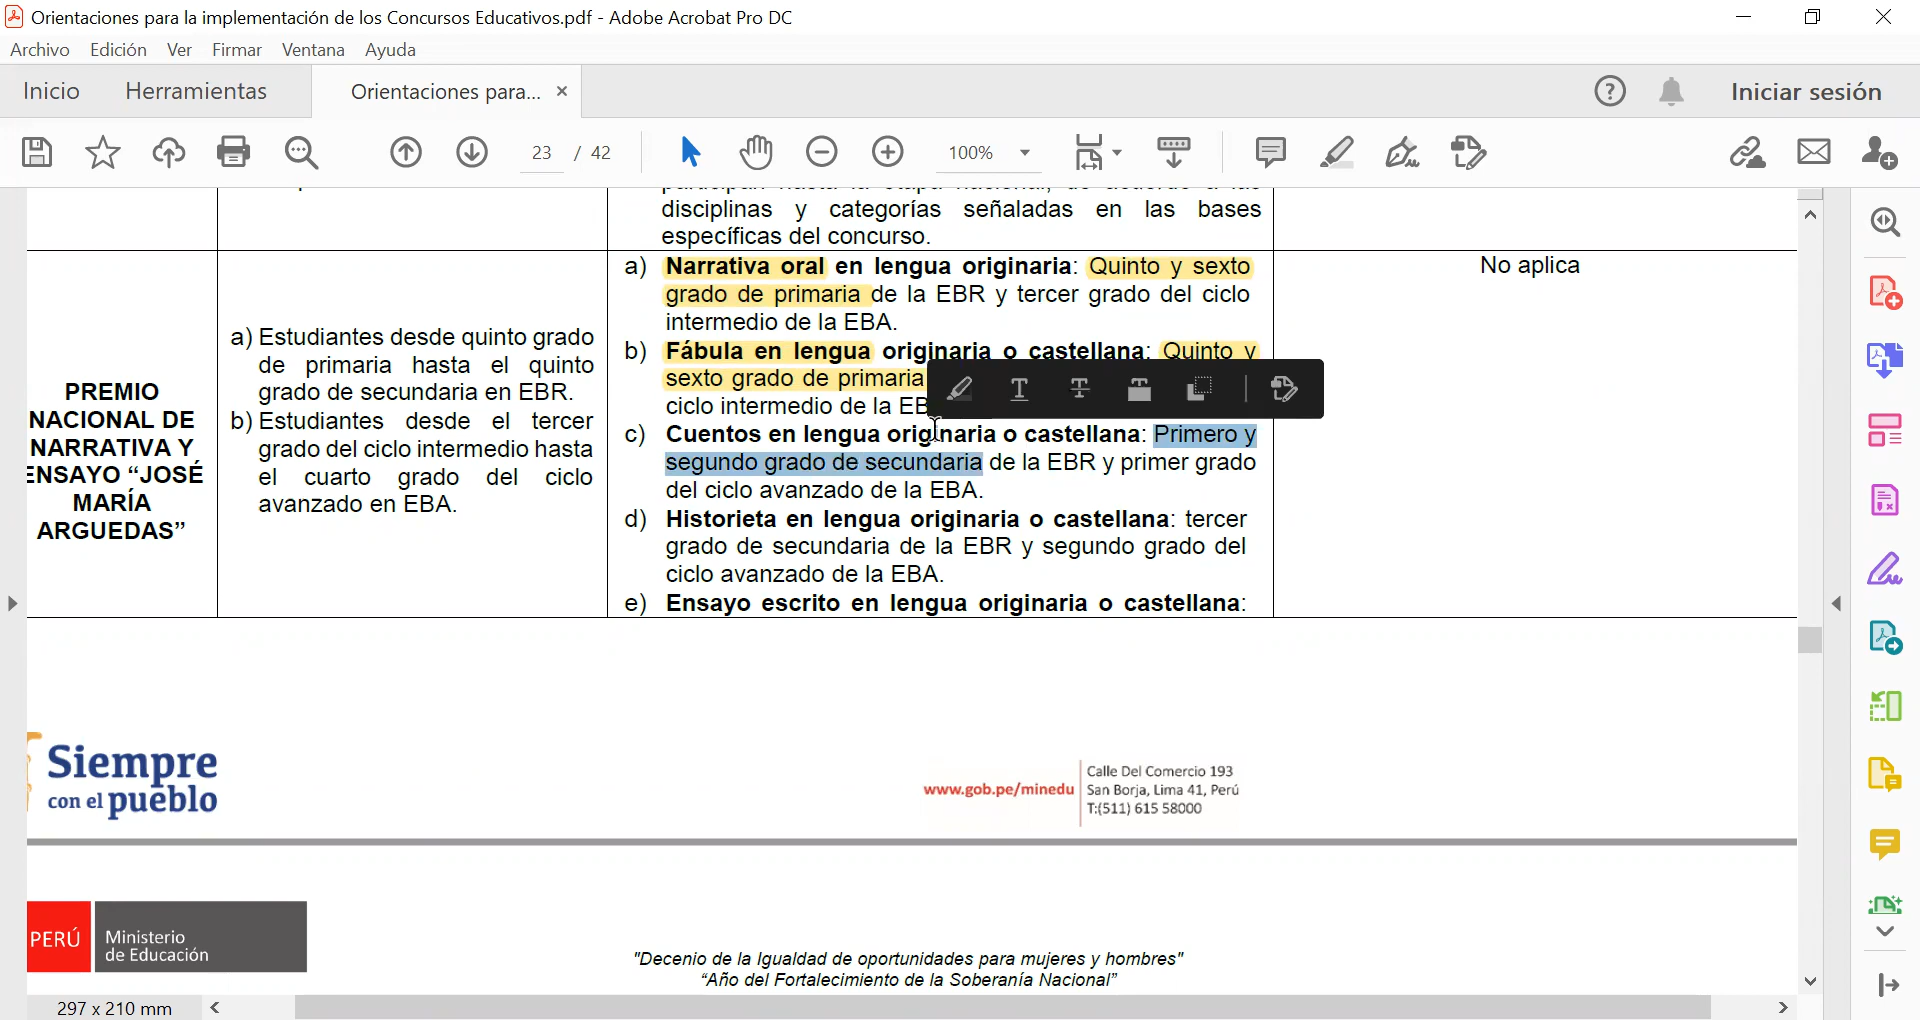 Orientaciones para la implementación de los Concursos Educativos.pdf - Adobe Acrobat Pro DC
Archivo Edición Ver Firmar Ventana Ayuda
Inicio Herramientas Orientaciones para... × Iniciar sesión
23 / 42 100%
disciplinas y categorías señaladas en las bases
específicas del concurso.
PREMIO
NACIONAL DE
NARRATIVA Y
ENSAYO “JOSÉ
MARÍA
ARGUEDAS”
a) Estudiantes desde quinto grado
de primaria hasta el quinto
grado de secundaria en EBR.
b) Estudiantes desde el tercer
grado del ciclo intermedio hasta
el cuarto grado del ciclo
avanzado en EBA.
a) Narrativa oral en lengua originaria: Quinto y sexto
grado de primaria de la EBR y tercer grado del ciclo
intermedio de la EBA.
b) Fábula en lengua originaria o castellana: Quinto y
sexto grado de primaria
ciclo intermedio de la
c) Cuentos en lengua originaria o castellana: Primero y
segundo grado de secundaria de la EBR y primer grado
del ciclo avanzado de la EBA.
d) Historieta en lengua originaria o castellana: tercer
grado de secundaria de la EBR y segundo grado del
ciclo avanzado de la EBA.
e) Ensayo escrito en lengua originaria o castellana:
No aplica
Siempre
con el pueblo
www.gob.pe/minedu
Calle Del Comercio 193
San Borja, Lima 41, Perú
T:(511) 615 58000
PERÚ
Ministerio
de Educación
"Decenio de la Igualdad de oportunidades para mujeres y hombres"
“Año del Fortalecimiento de la Soberanía Nacional”
297 x 210 mm